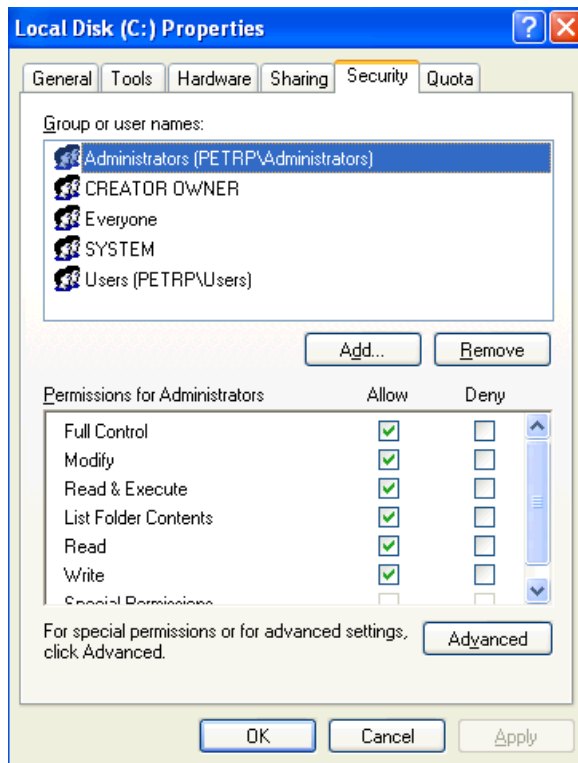 Local Disk (C:) Properties
General Tools Hardware Sharing Security Quota
Group or user names:
Administrators (PETRP\Administrators)
CREATOR OWNER
Everyone
SYSTEM
Users (PETRP\Users)
Add... Remove
Permissions for Administrators Allow Deny
Full Control
Modify
Read & Execute
List Folder Contents
Read
Write
Special Permissions
For special permissions or for advanced settings,
click Advanced.
Advanced
OK Cancel Apply